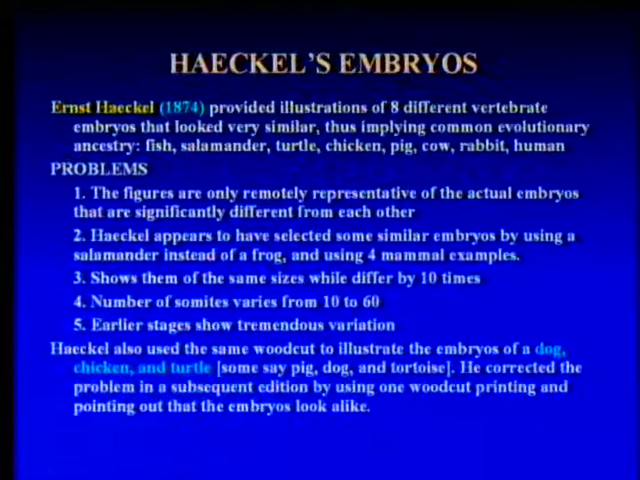 HAECKEL'S EMBRYOS
Ernst Haeckel (1874) provided illustrations of 8 different vertebrate
embryos that looked very similar, thus implying common evolutionary
ancestry: fish, salamander, turtle, chicken, pig, cow, rabbit, human
PROBLEMS
1. The figures are only remotely representative of the actual embryos
that are significantly different from each other
2. Haeckel appears to have selected some similar embryos by using a
salamander instead of a frog, and using 4 mammal examples.
3. Shows them of the same sizes while differ by 10 times
4. Number of somites varies from 10 to 60
5. Earlier stages show tremendous variation
Haeckel also used the same woodcut to illustrate the embryos of a dog,
chicken, and turtle [some say pig, dog, and tortoise]. He corrected the
problem in a subsequent edition by using one woodcut printing and
pointing out that the embryos look alike.